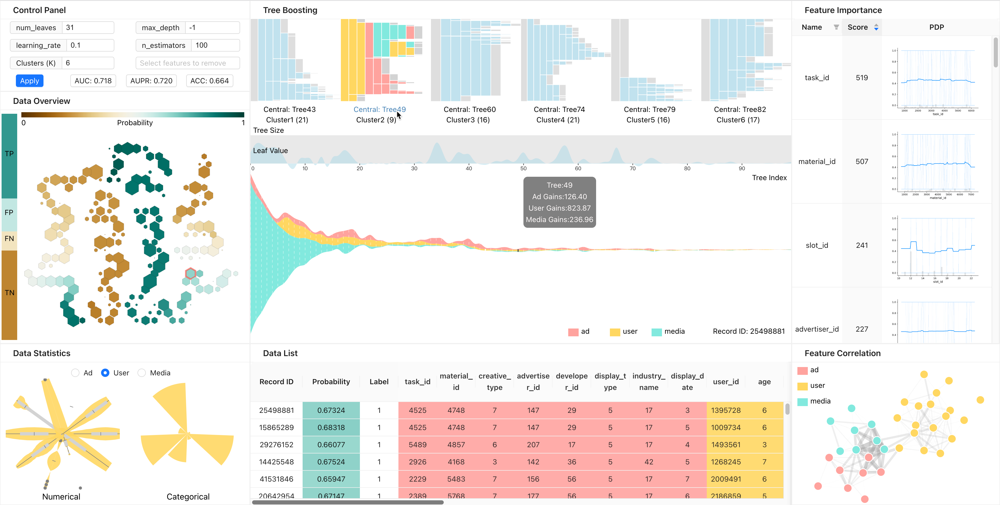 Control Panel
num_leaves 31
max_depth -1
learning_rate 0.1
n_estimators 100
Clusters (K) 6
Select features to remove
Apply
AUC: 0.718
AUPR: 0.720
ACC: 0.664
Data Overview
0 Probability 1
TP
FP
FN
TN
Data Statistics
Ad User Media
Numerical
Categorical
Tree Boosting
Central: Tree43
Cluster1 (21)
Central: Tree49
Cluster2 (9)
Central: Tree60
Cluster3 (16)
Central: Tree74
Cluster4 (21)
Central: Tree79
Cluster5 (16)
Central: Tree82
Cluster6 (17)
Tree Size
Leaf Value
0 10 20 30 40 50 60 70 80 90
Tree Index
Tree:49
Ad Gains:126.40
User Gains:823.87
Media Gains:236.96
ad user media Record ID: 25498881
Data List
Record ID Probability Label task_id material_id creative_type advertiser_id developer_id display_type industry_name display_date user_id age
25498881 0.67324 1 4525 4748 7 147 29 5 17 3 1395728 6
15865289 0.68318 1 4525 4748 7 147 29 5 17 5 1009734 6
29276152 0.66077 1 5489 4857 6 207 17 5 17 4 1493561 3
14425548 0.67524 1 2926 4168 3 142 36 5 42 5 1268245 7
41531846 0.65947 1 2229 5483 7 156 56 5 17 7 2009491 6
20642954 0.67147 1 2389 5768 7 177 56 5 17 6 2186859 5
Feature Importance
Name Score PDP
task_id 519
1.0
0.8
0.6
0.4
0.2
0.0
1000 2000 3000 4000 5000 6000
task_id
material_id 507
1.0
0.8
0.6
0.4
0.2
0.0
1000 2000 3000 4000 5000 6000 7000
material_id
slot_id 241
1.0
0.8
0.6
0.4
0.2
0.0
10 12 14 16 18 20 22
slot_id
advertiser_id 227
1.0
0.8
0.6
0.4
Feature Correlation
ad
user
media